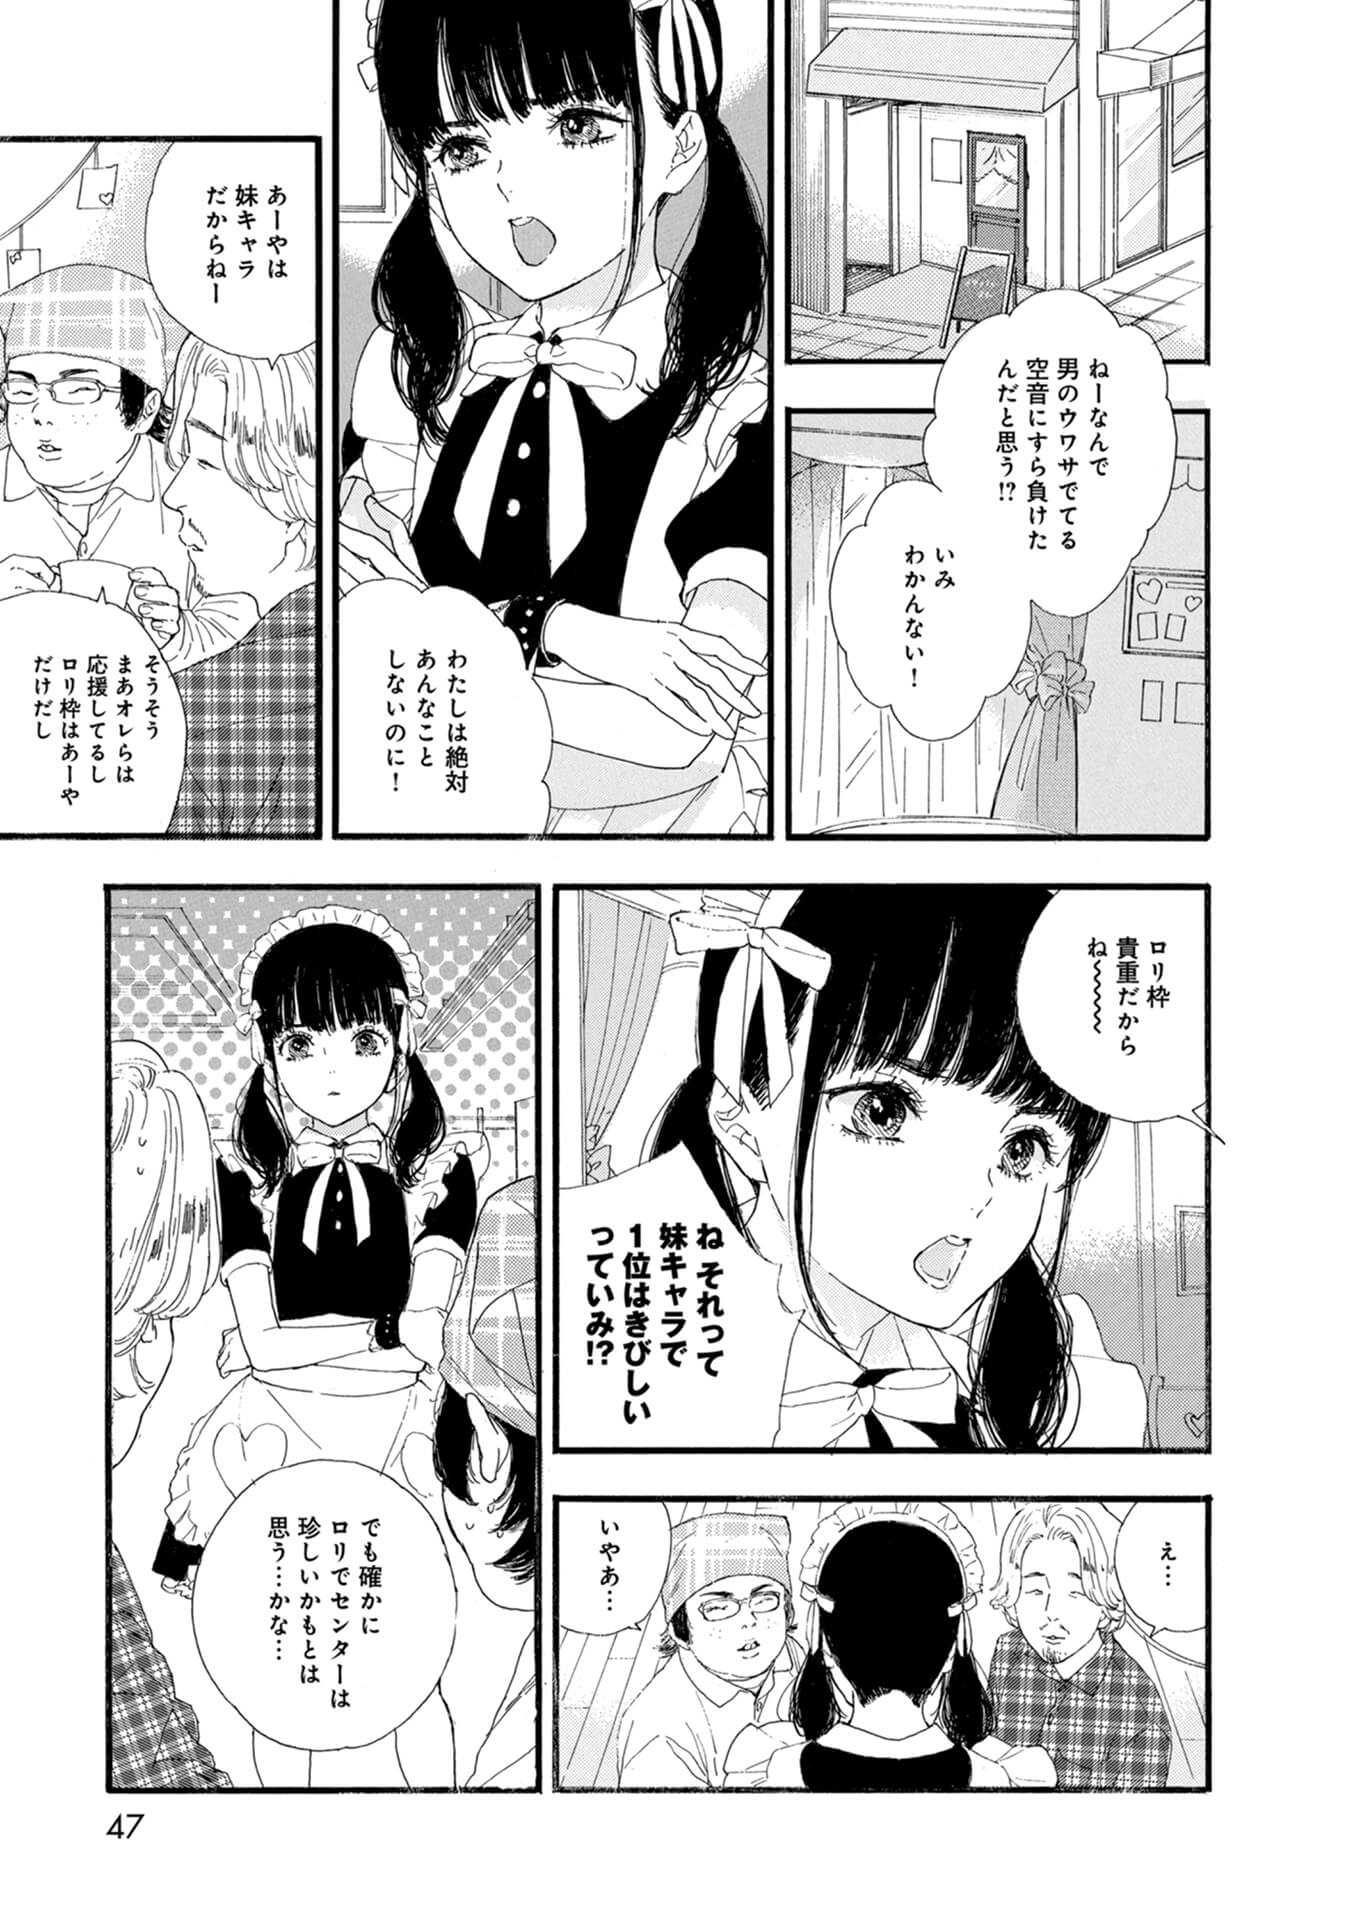 ねーなんで
男のウワサでてる
空音にすら負けた
んだと思う!?
いみ
わかんない！
わたしは絶対
あんなこと
しないのに！
あーやは
妹キャラ
だからねー
そうそう
まあオレらは
応援してるし
ロリ枠はあーや
だけだし
ロリ枠
貴重だから
ね〜〜〜〜
ね それって
妹キャラで
1位はきびしい
っていみ!?
え…
いやあ…
でも確かに
ロリでセンターは
珍しいかもとは
思う…かな…
47